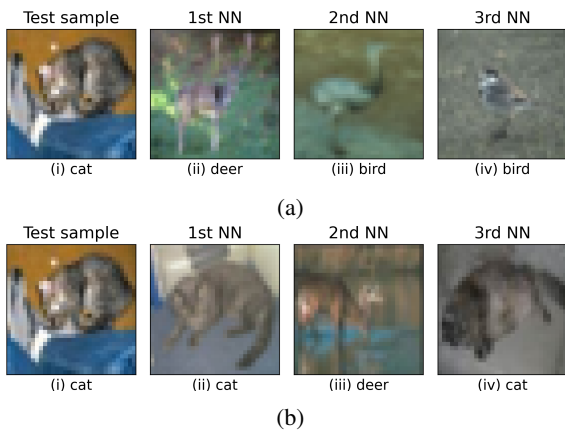 Test sample 1st NN 2nd NN 3rd NN
(i) cat (ii) deer (iii) bird (iv) bird
(a)
Test sample 1st NN 2nd NN 3rd NN
(i) cat (ii) cat (iii) deer (iv) cat
(b)